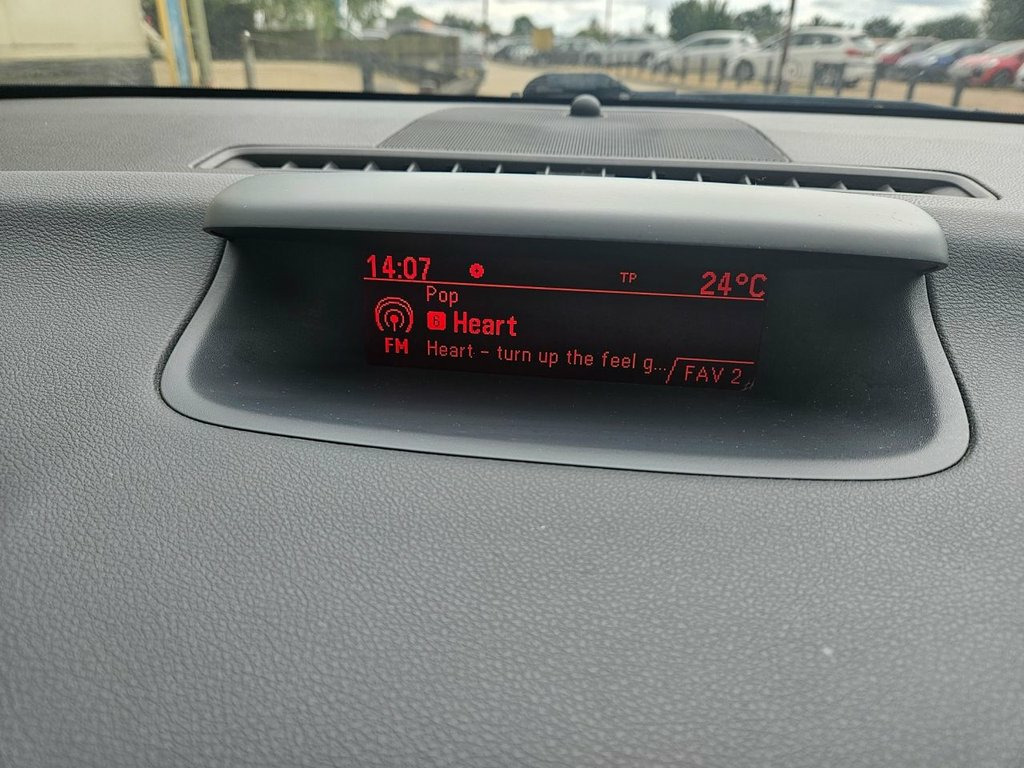 14:07 TP 24°C
Pop
6 Heart
FM Heart - turn up the feel g... FAV 2